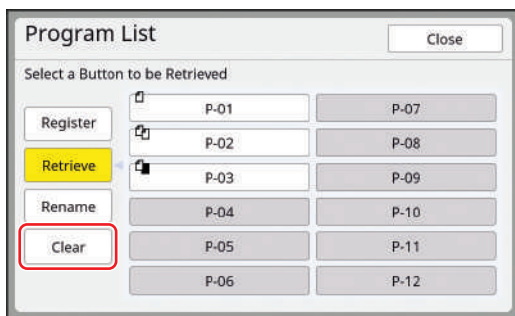 Program List
Close
Select a Button to be Retrieved
Register
Retrieve
Rename
Clear
P-01
P-02
P-03
P-04
P-05
P-06
P-07
P-08
P-09
P-10
P-11
P-12